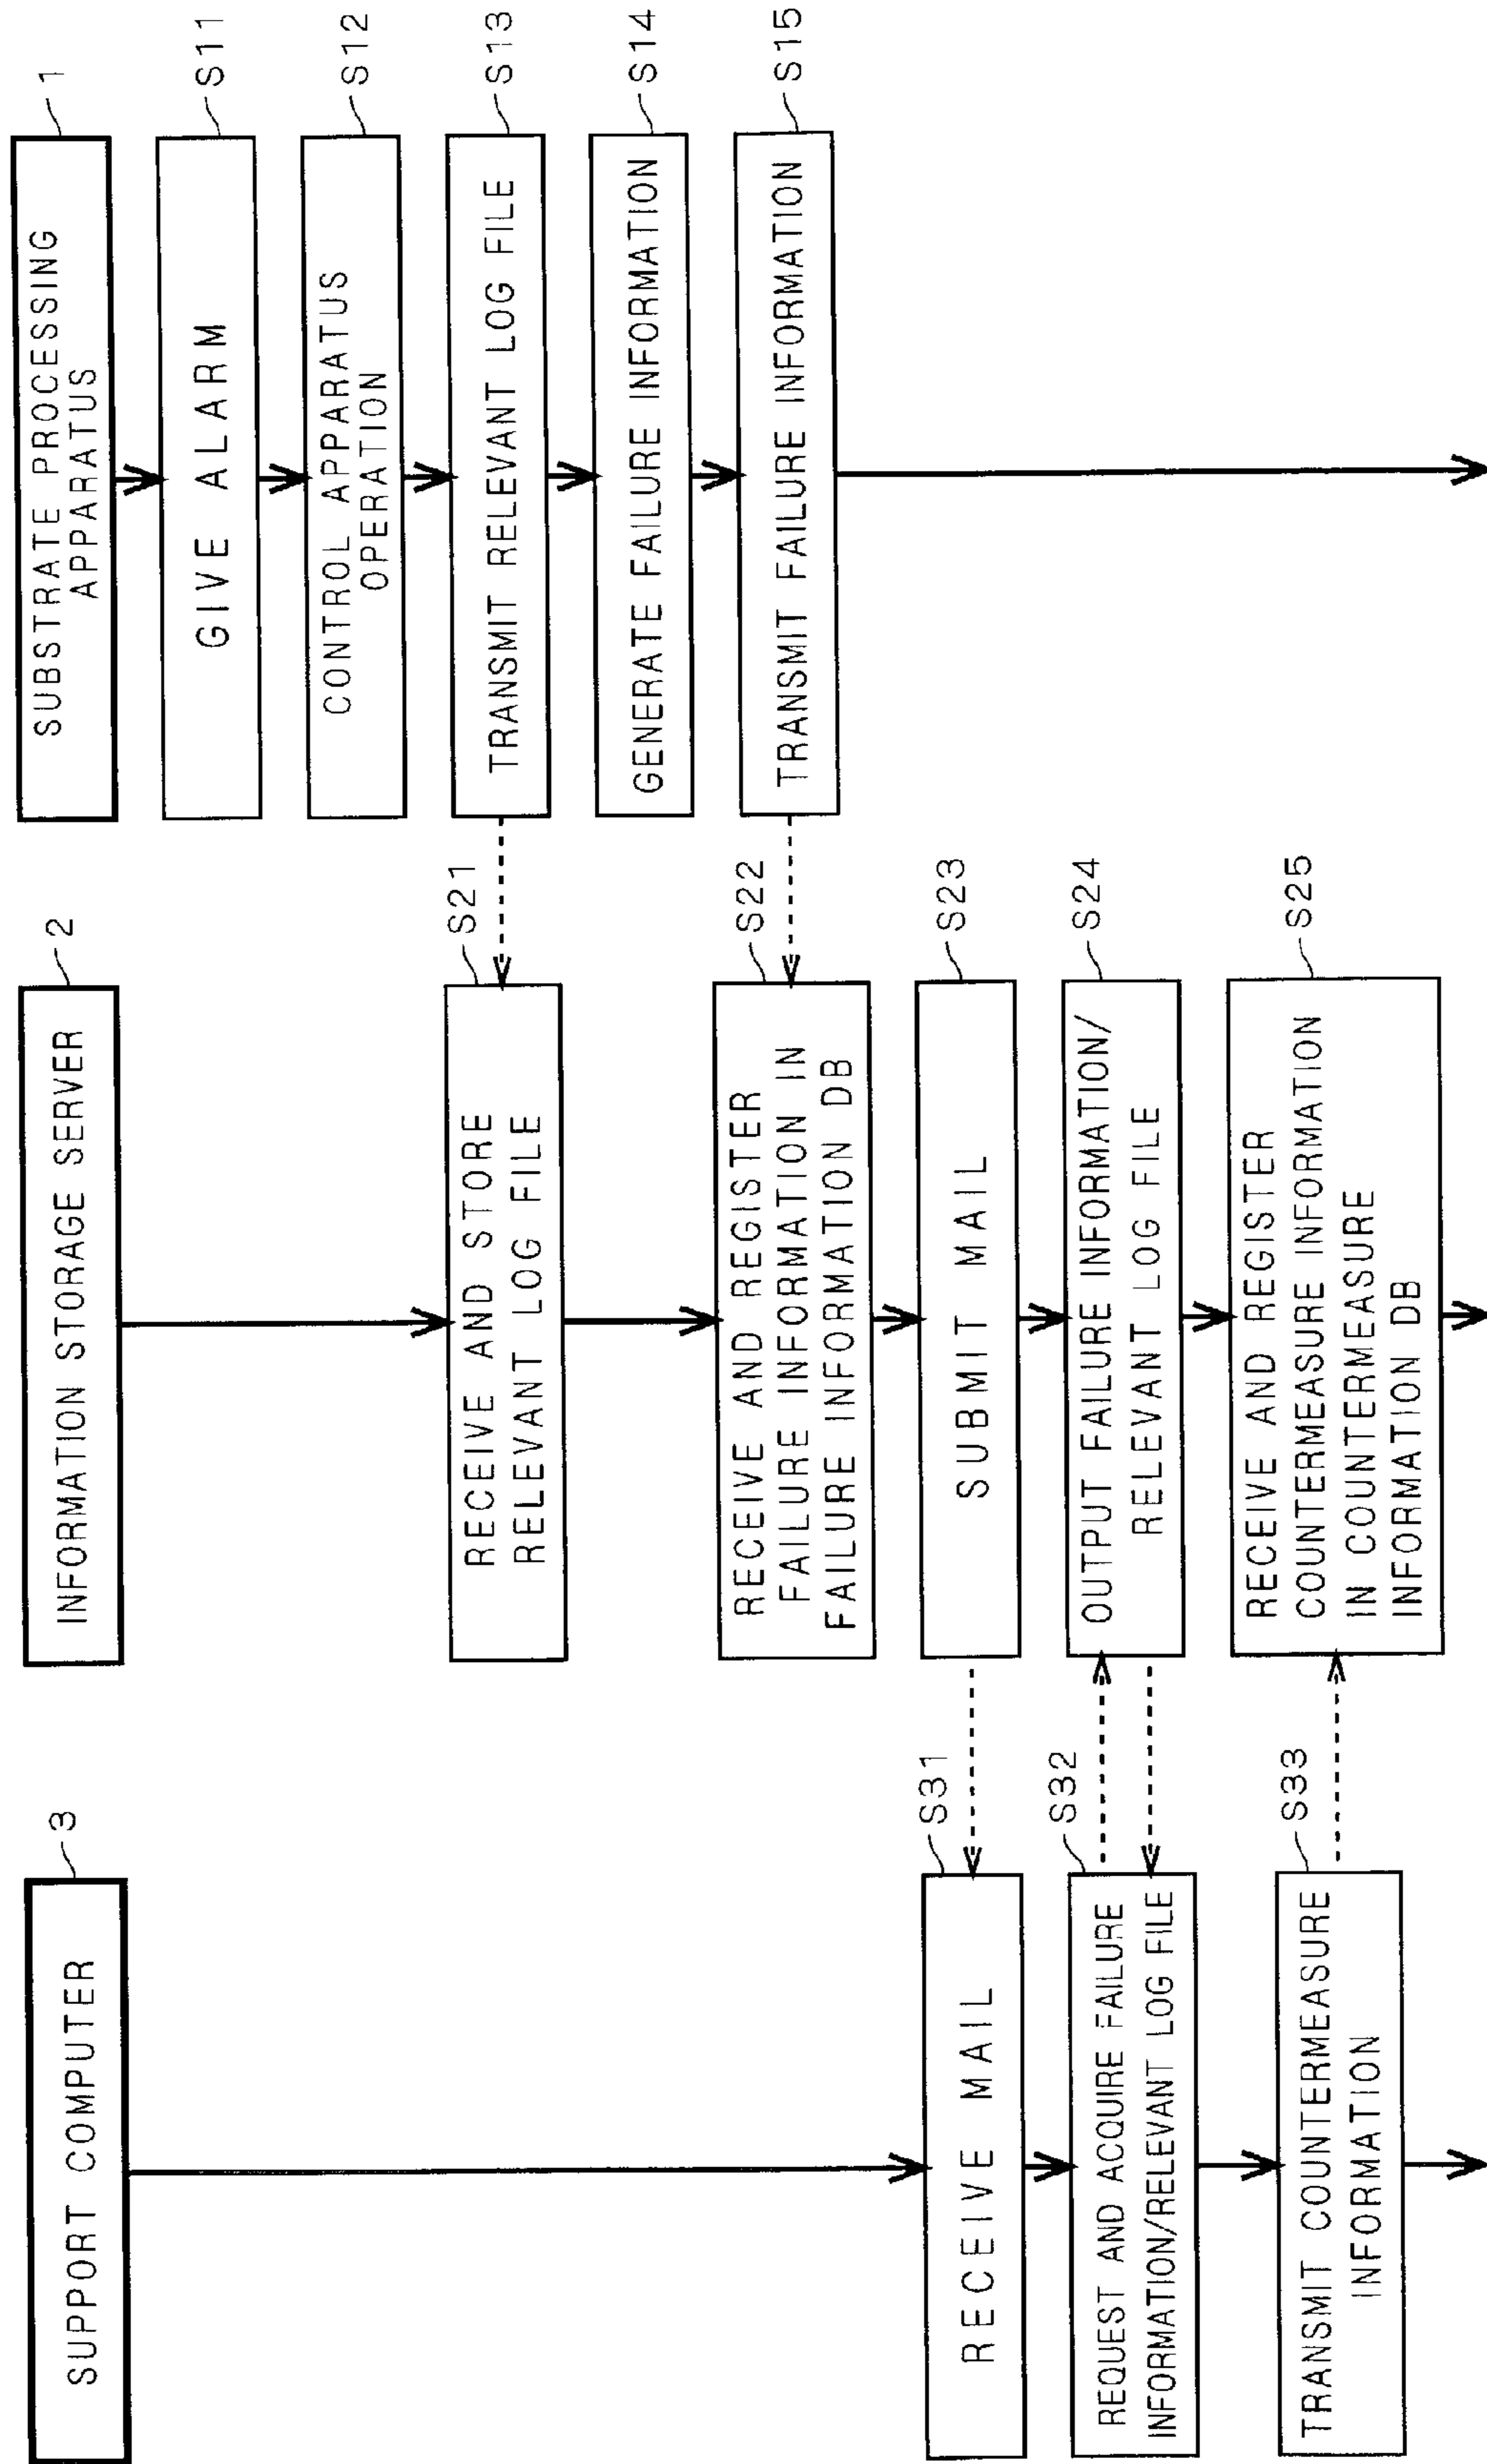 SUPPORT COMPUTER
3
RECEIVE MAIL
S31
REQUEST AND ACQUIRE FAILURE
INFORMATION/RELEVANT LOG FILE
S32
TRANSMIT COUNTERMEASURE
INFORMATION
S33
INFORMATION STORAGE SERVER
2
RECEIVE AND STORE
RELEVANT LOG FILE
S21
RECEIVE AND REGISTER
FAILURE INFORMATION IN
FAILURE INFORMATION DB
S22
SUBMIT MAIL
S23
OUTPUT FAILURE INFORMATION/
RELEVANT LOG FILE
S24
RECEIVE AND REGISTER
COUNTERMEASURE INFORMATION
IN COUNTERMEASURE
INFORMATION DB
S25
SUBSTRATE PROCESSING
APPARATUS
1
GIVE ALARM
S11
CONTROL APPARATUS
OPERATION
S12
TRANSMIT RELEVANT LOG FILE
S13
GENERATE FAILURE INFORMATION
S14
TRANSMIT FAILURE INFORMATION
S15